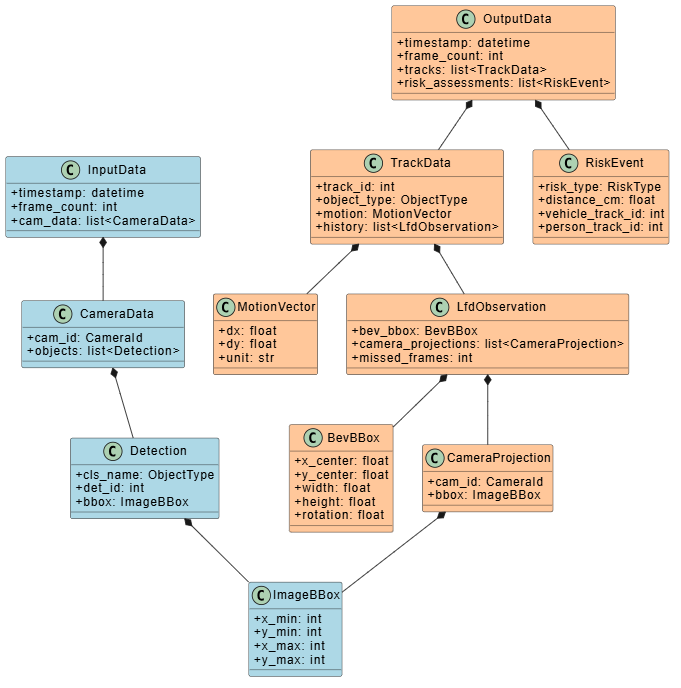 C OutputData
+timestamp: datetime
+frame_count: int
+tracks: list<TrackData>
+risk_assessments: list<RiskEvent>
C InputData
+timestamp: datetime
+frame_count: int
+cam_data: list<CameraData>
C TrackData
+track_id: int
+object_type: ObjectType
+motion: MotionVector
+history: list<LfdObservation>
C RiskEvent
+risk_type: RiskType
+distance_cm: float
+vehicle_track_id: int
+person_track_id: int
C CameraData
+cam_id: CameraId
+objects: list<Detection>
C MotionVector
+dx: float
+dy: float
+unit: str
C LfdObservation
+bev_bbox: BevBBox
+camera_projections: list<CameraProjection>
+missed_frames: int
C Detection
+cls_name: ObjectType
+det_id: int
+bbox: ImageBBox
C BevBBox
+x_center: float
+y_center: float
+width: float
+height: float
+rotation: float
C CameraProjection
+cam_id: CameraId
+bbox: ImageBBox
C ImageBBox
+x_min: int
+y_min: int
+x_max: int
+y_max: int